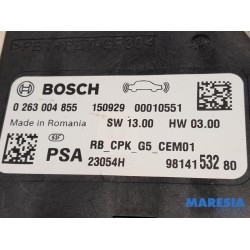 BOSCH
0 263 004 855 150929 00010551
Made in Romania SW 13.00 HW 03.00
PSA RB_CPK_G5_CEM01
23054H 98141 532 80
MARESIA